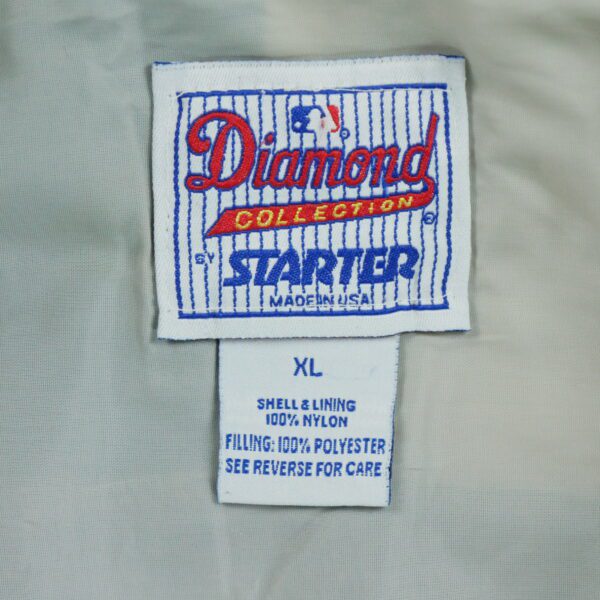 Diamond
COLLECTION
BY STARTER
MADE IN USA
XL
SHELL & LINING
100% NYLON
FILLING: 100% POLYESTER
SEE REVERSE FOR CARE